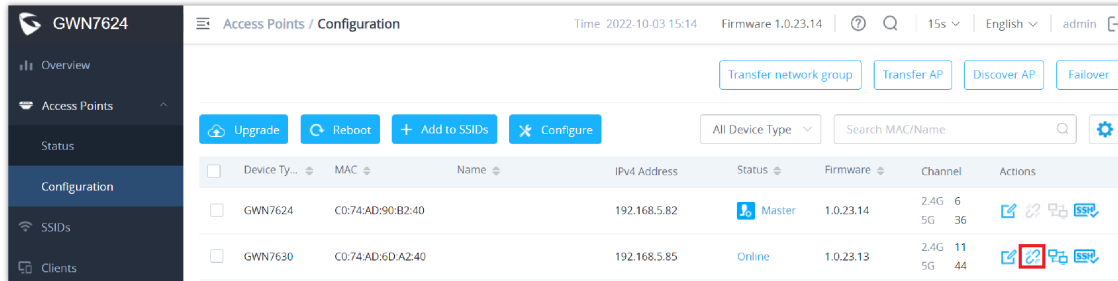 GWN7624
Access Points / Configuration
Time 2022-10-03 15:14
Firmware 1.0.23.14
15s
English
admin
Overview
Transfer network group
Transfer AP
Discover AP
Failover
Access Points
Upgrade
Reboot
+ Add to SSIDs
Configure
All Device Type
Search MAC/Name
Status
Device Ty...
MAC
Name
IPv4 Address
Status
Firmware
Channel
Actions
Configuration
GWN7624
C0:74:AD:90:B2:40
192.168.5.82
Master
1.0.23.14
2.4G 6
5G 36
SSH
SSIDs
GWN7630
C0:74:AD:6D:A2:40
192.168.5.85
Online
1.0.23.13
2.4G 11
5G 44
SSH
Clients